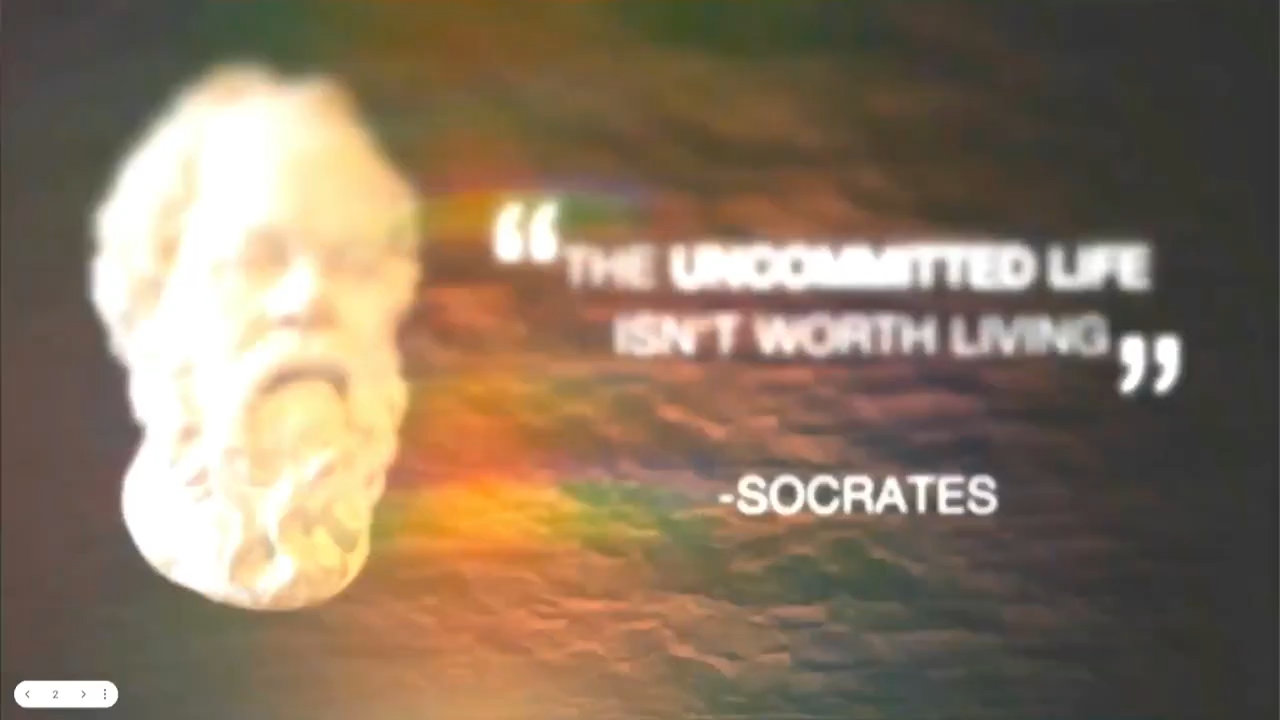 “THE UNCOMMITTED LIFE
ISN'T WORTH LIVING”
-SOCRATES
2